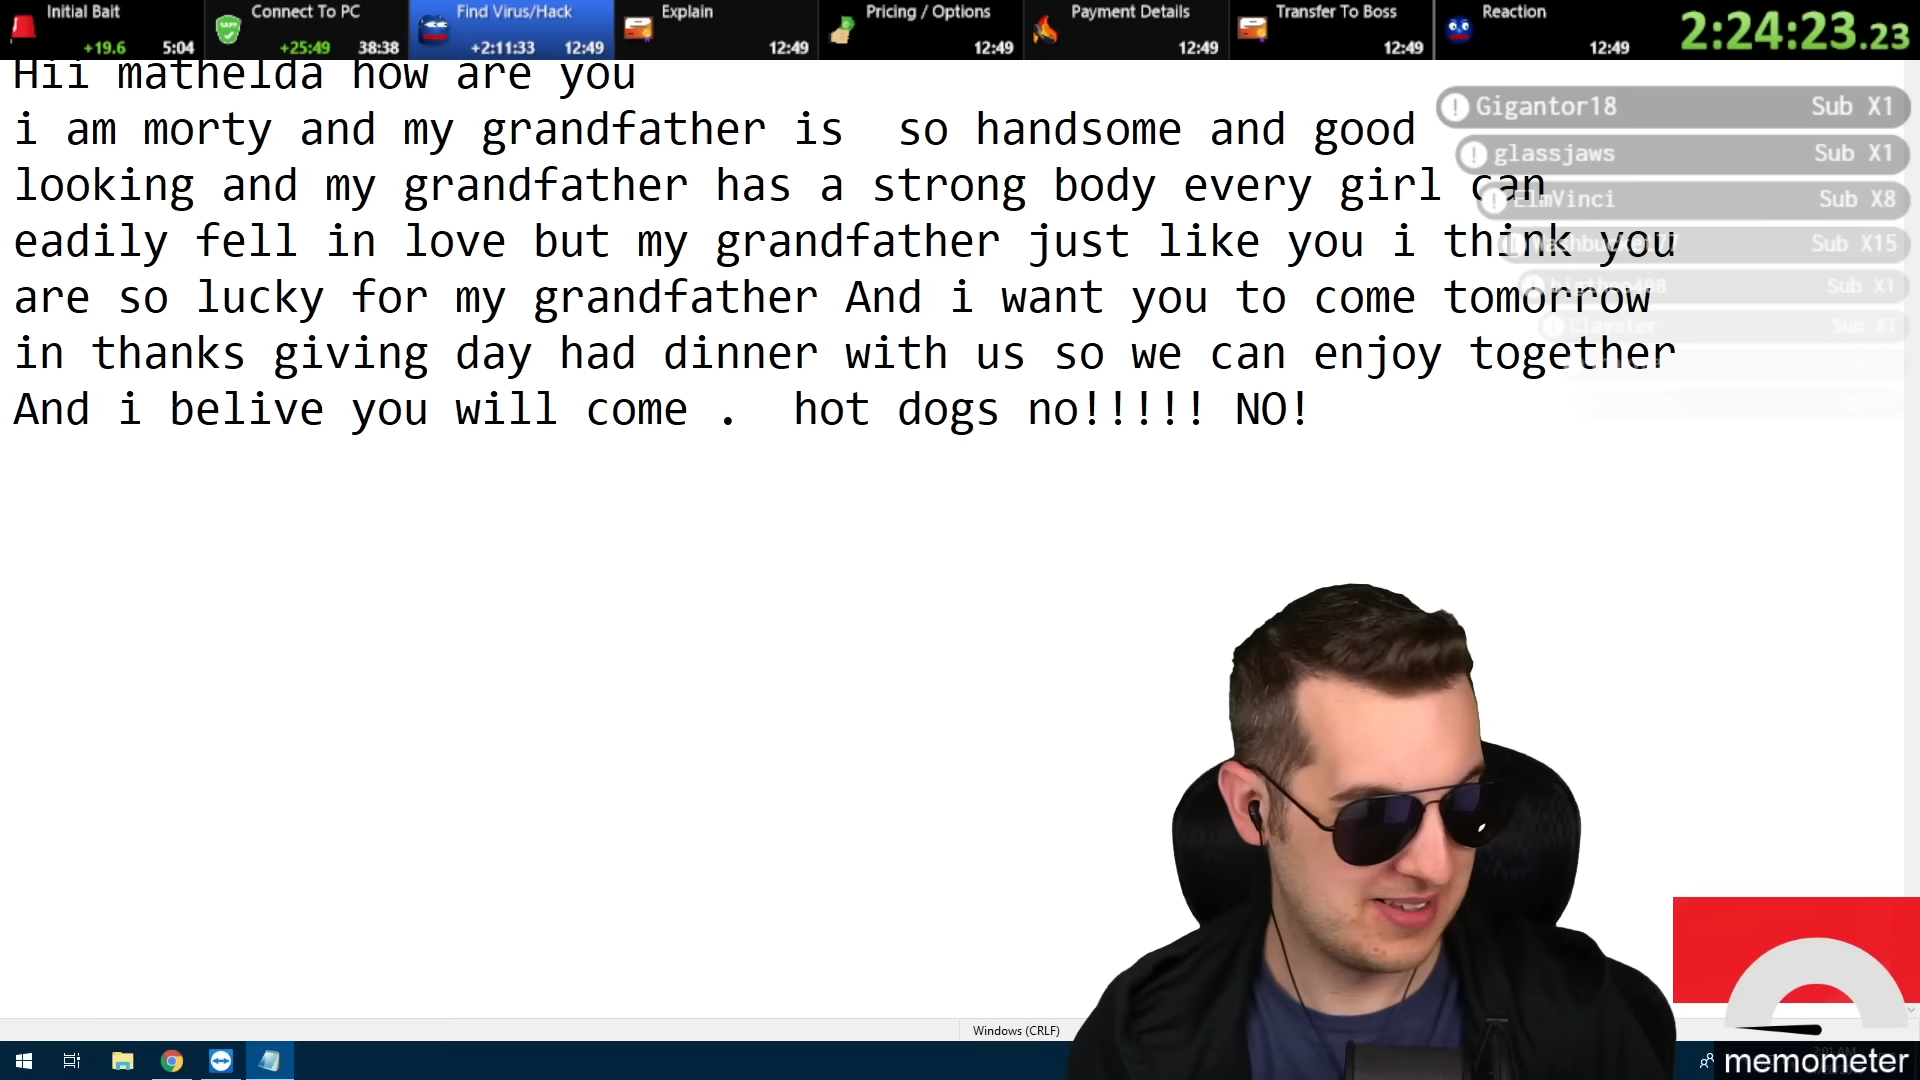 Initial Bait
+19.6 5:04
Connect To PC
+25:49 38:38
Find Virus/Hack
+2:11:33 12:49
Explain
12:49
Pricing / Options
12:49
Payment Details
12:49
Transfer To Boss
12:49
Reaction
12:49
2:24:23.23
Hii mathelda how are you
i am morty and my grandfather is  so handsome and good
looking and my grandfather has a strong body every girl can
eadily fell in love but my grandfather just like you i think you
are so lucky for my grandfather And i want you to come tomorrow
in thanks giving day had dinner with us so we can enjoy together
And i belive you will come .  hot dogs no!!!!! NO!
Gigantor18 Sub X1
glassjaws Sub X1
ElmVinci Sub X8
Sub X15
Sub X1
Clayster Sub X1
Windows (CRLF)
memometer